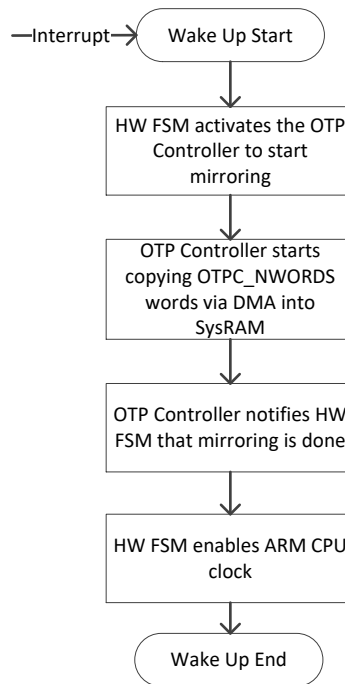 Interrupt
Wake Up Start
HW FSM activates the OTP
Controller to start
mirroring
OTP Controller starts
copying OTPC_NWORDS
words via DMA into
SysRAM
OTP Controller notifies HW
FSM that mirroring is done
HW FSM enables ARM CPU
clock
Wake Up End